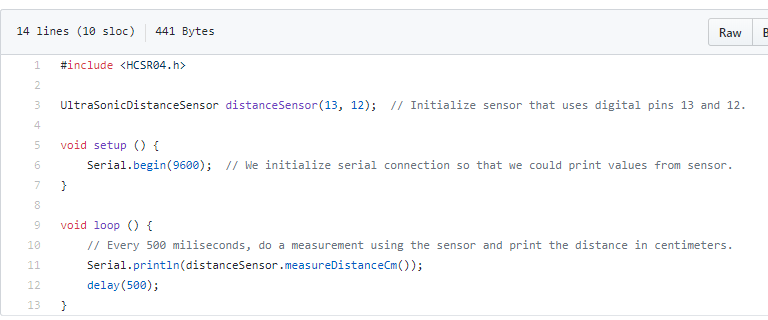 14 lines (10 sloc) 441 Bytes Raw
1 #include <HCSR04.h>
2
3 UltraSonicDistanceSensor distanceSensor(13, 12);  // Initialize sensor that uses digital pins 13 and 12.
4
5 void setup () {
6     Serial.begin(9600);  // We initialize serial connection so that we could print values from sensor.
7 }
8
9 void loop () {
10     // Every 500 miliseconds, do a measurement using the sensor and print the distance in centimeters.
11     Serial.println(distanceSensor.measureDistanceCm());
12     delay(500);
13 }